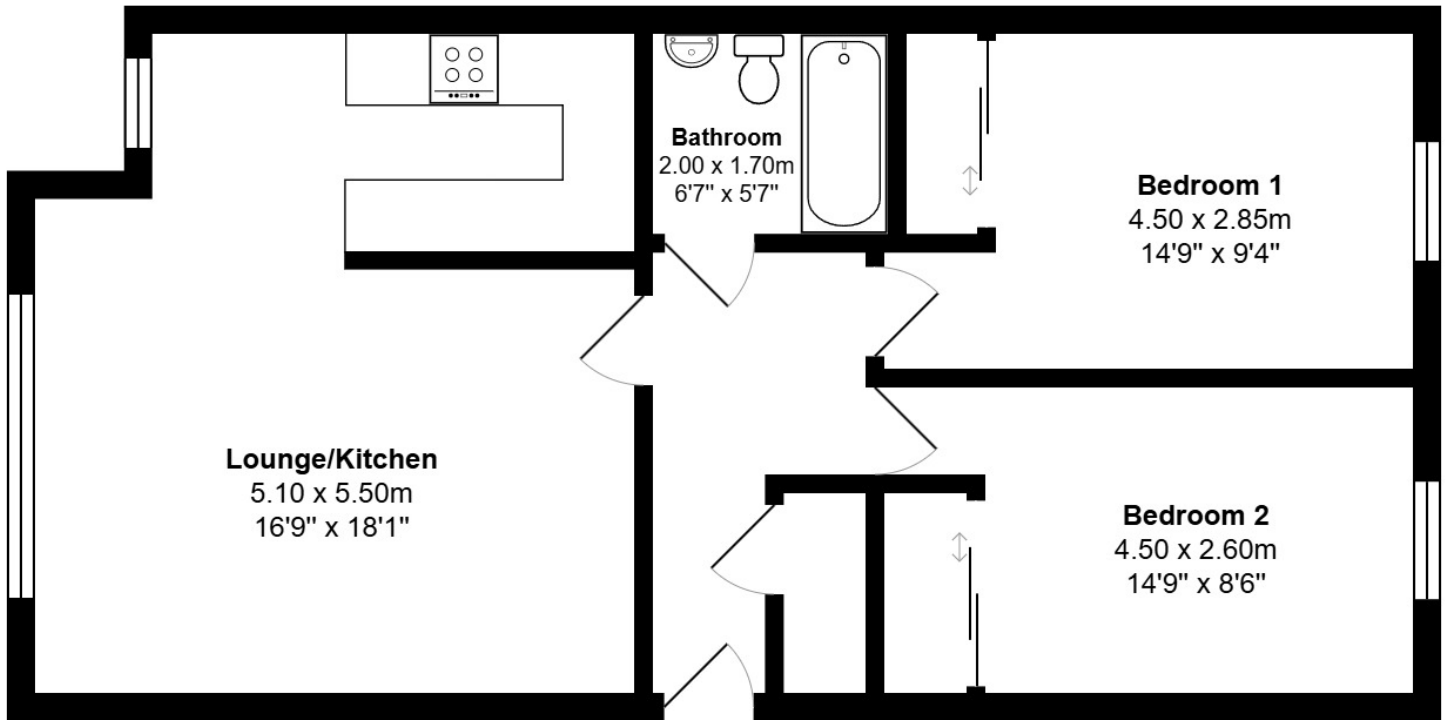 Bathroom
2.00 x 1.70m
6'7" x 5'7"
Bedroom 1
4.50 x 2.85m
14'9" x 9'4"
Lounge/Kitchen
5.10 x 5.50m
16'9" x 18'1"
Bedroom 2
4.50 x 2.60m
14'9" x 8'6"